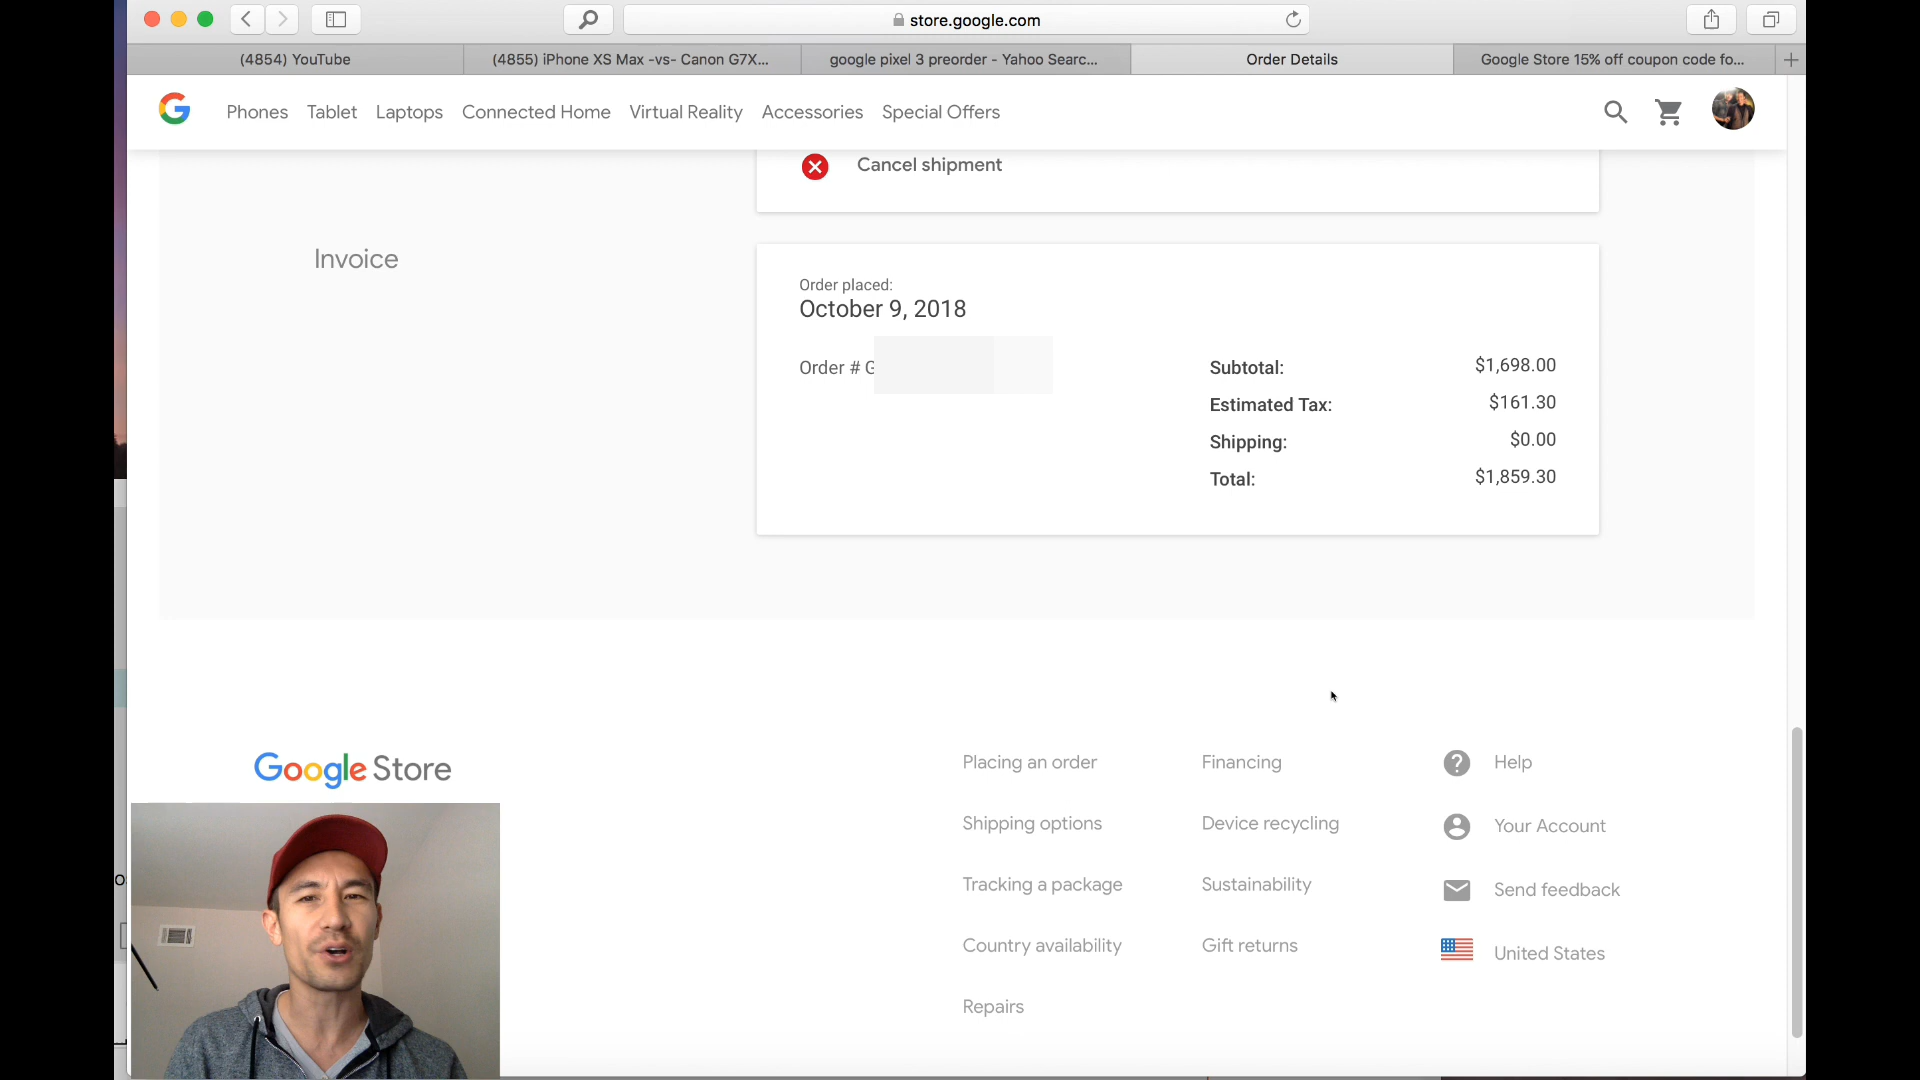 store.google.com
(4854) YouTube
(4855) iPhone XS Max -vs- Canon G7X...
google pixel 3 preorder - Yahoo Searc...
Order Details
Google Store 15% off coupon code fo...
G
Phones
Tablet
Laptops
Connected Home
Virtual Reality
Accessories
Special Offers
Cancel shipment
Invoice
Order placed:
October 9, 2018
Order # G
Subtotal: $1,698.00
Estimated Tax: $161.30
Shipping: $0.00
Total: $1,859.30
Google Store
Placing an order
Shipping options
Tracking a package
Country availability
Repairs
Financing
Device recycling
Sustainability
Gift returns
Help
Your Account
Send feedback
United States